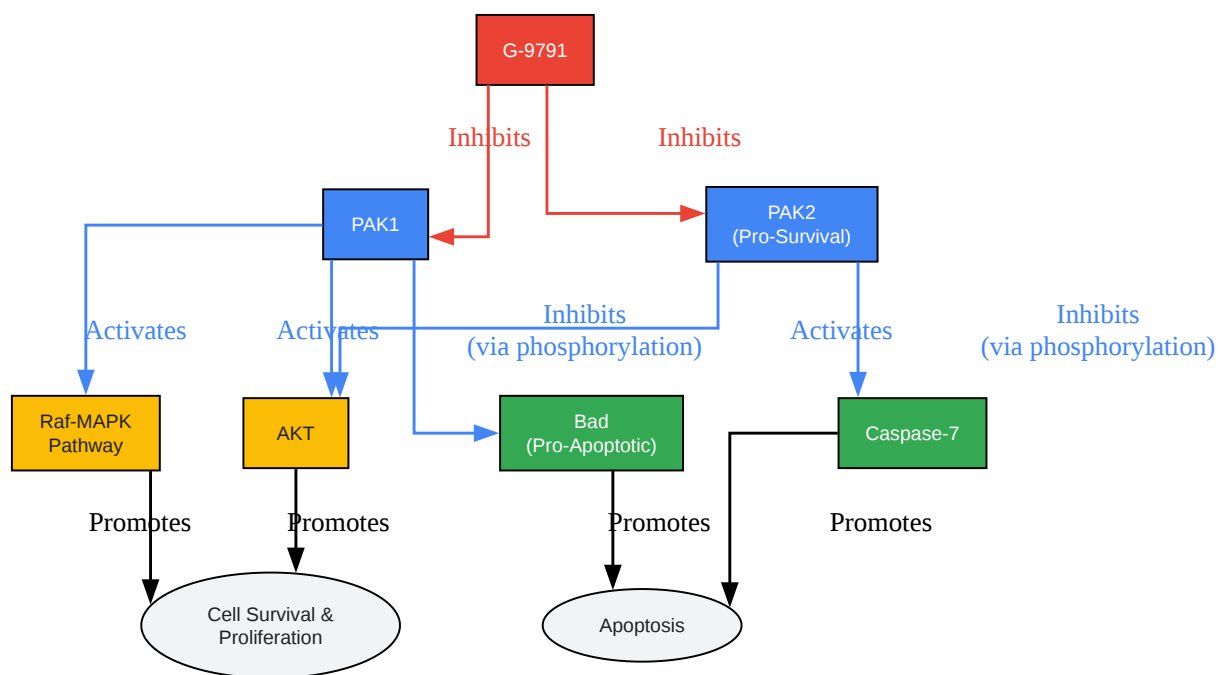 G-9791
Inhibits
Inhibits
PAK1
PAK2
(Pro-Survival)
Activates
Activates
Inhibits
(via phosphorylation)
Activates
Inhibits
(via phosphorylation)
Raf-MAPK
Pathway
AKT
Bad
(Pro-Apoptotic)
Caspase-7
Promotes
Promotes
Promotes
Promotes
Cell Survival &
Proliferation
Apoptosis